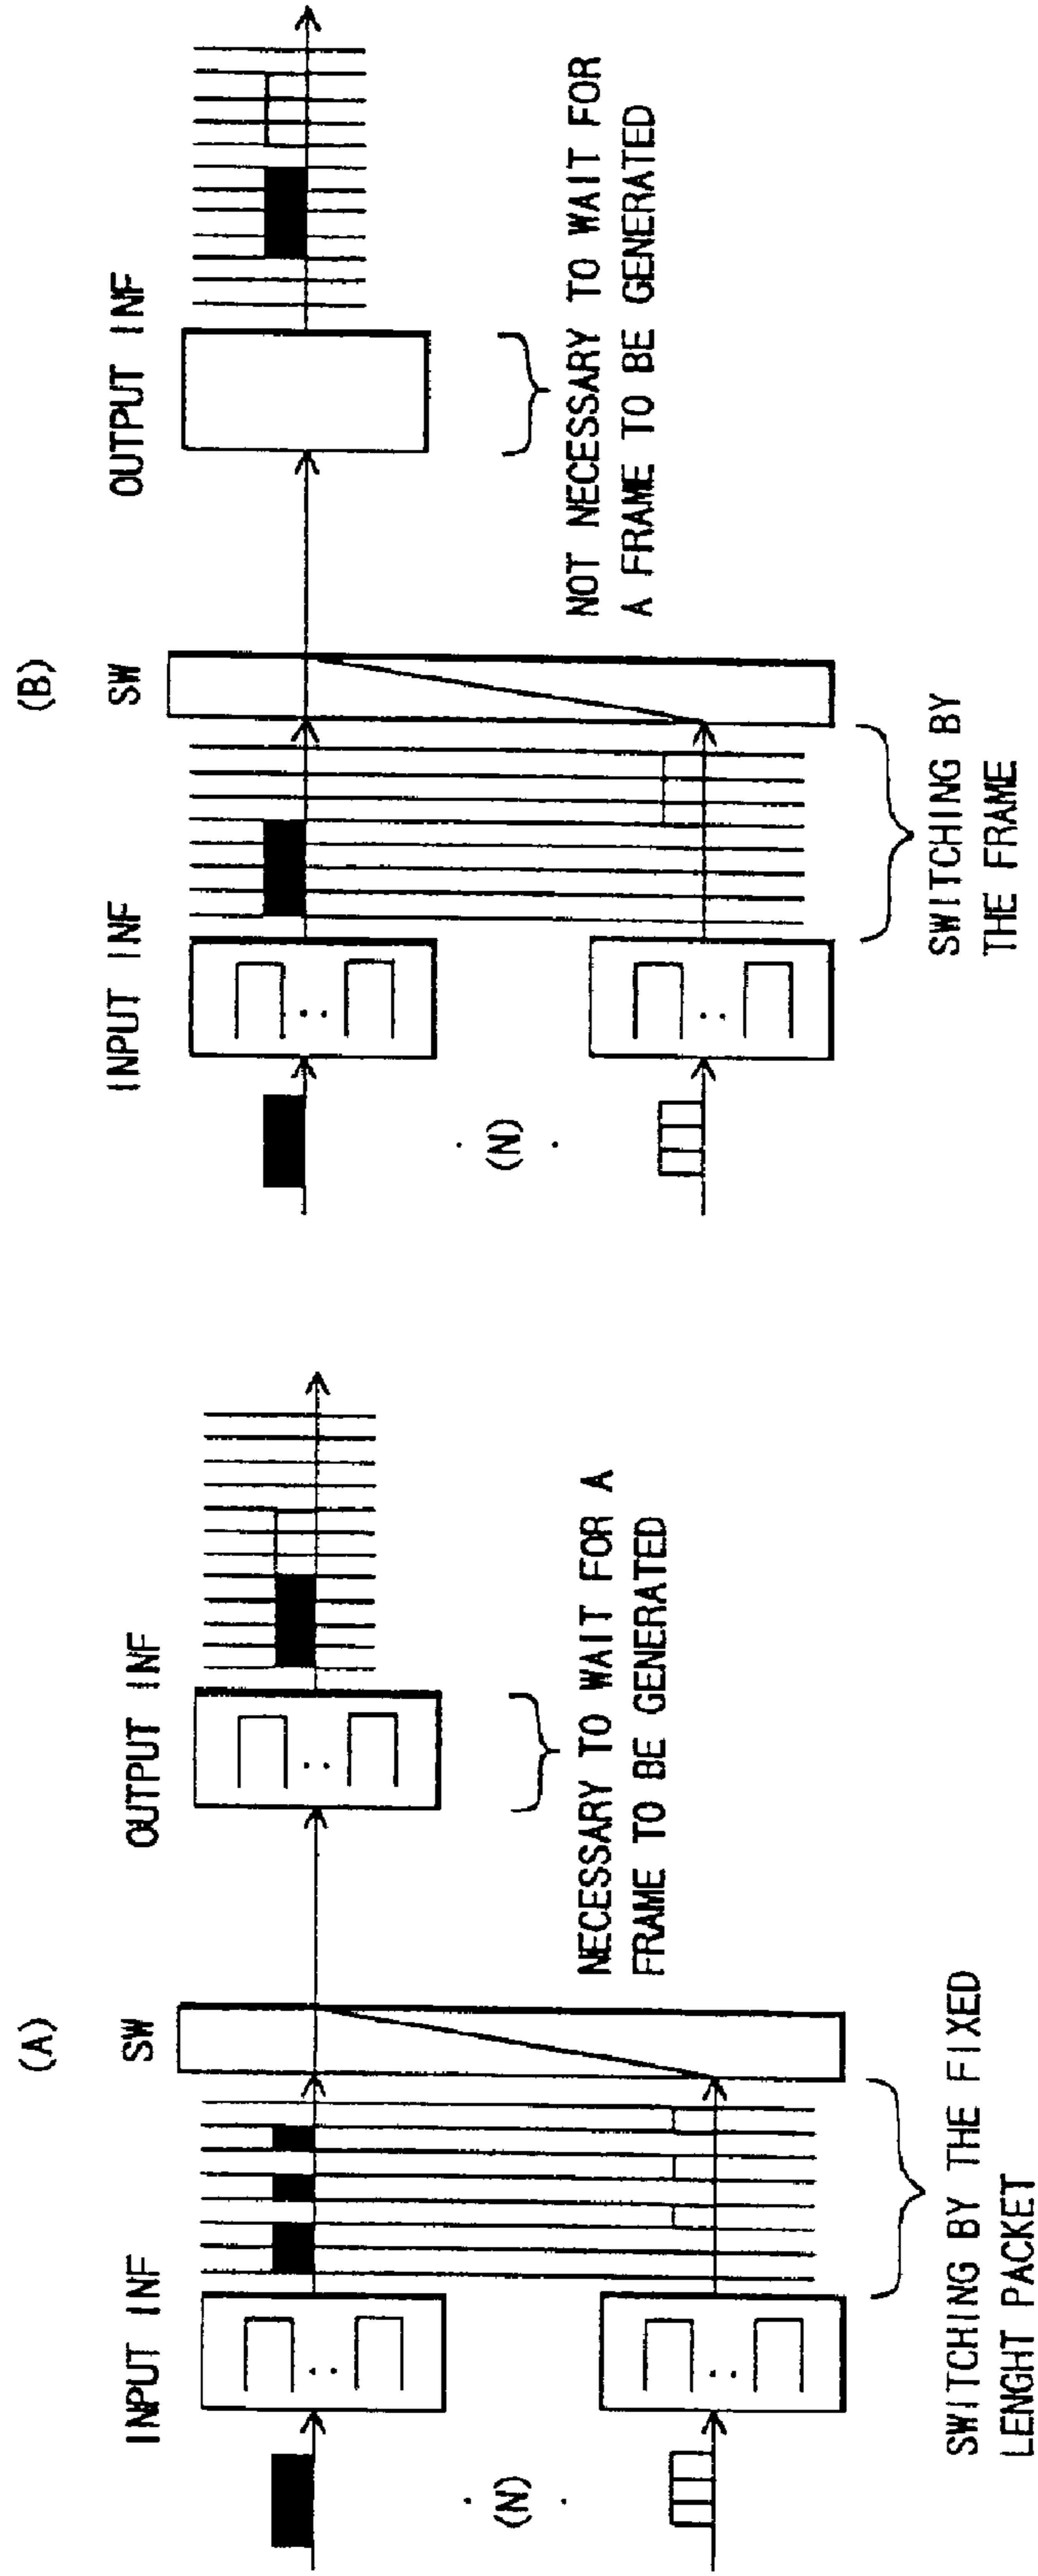 (A)
INPUT INF
SW
OUTPUT INF
(N)
NECESSARY TO WAIT FOR A
FRAME TO BE GENERATED
SWITCHING BY THE FIXED
LENGHT PACKET
(B)
INPUT INF
SW
OUTPUT INF
(N)
NOT NECESSARY TO WAIT FOR
A FRAME TO BE GENERATED
SWITCHING BY
THE FRAME